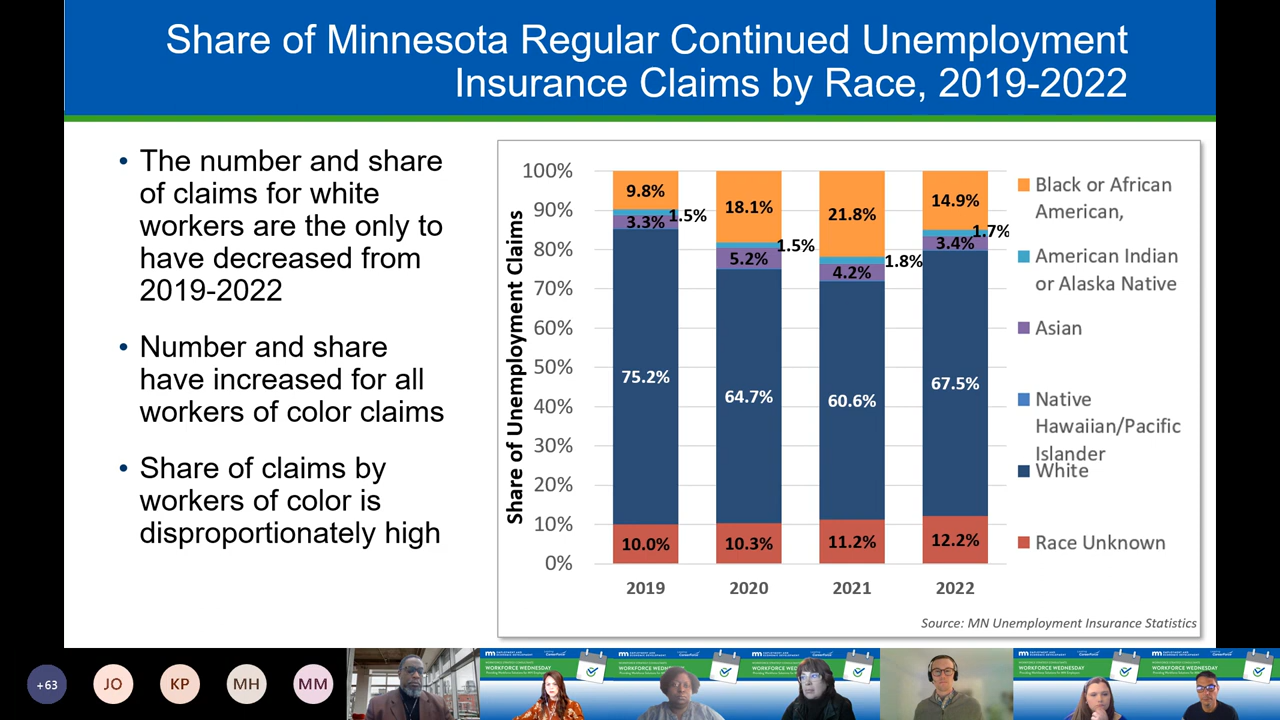 Share of Minnesota Regular Continued Unemployment
Insurance Claims by Race, 2019-2022
• The number and share
of claims for white
workers are the only to
have decreased from
2019-2022
• Number and share
have increased for all
workers of color claims
• Share of claims by
workers of color is
disproportionately high
Share of Unemployment Claims
100%
90%
80%
70%
60%
50%
40%
30%
20%
10%
0%
9.8%
1.5%
3.3%
75.2%
10.0%
18.1%
1.5%
5.2%
64.7%
10.3%
21.8%
1.8%
4.2%
60.6%
11.2%
14.9%
1.7%
3.4%
67.5%
12.2%
2019
2020
2021
2022
Black or African
American,
American Indian
or Alaska Native
Asian
Native
Hawaiian/Pacific
Islander
White
Race Unknown
Source: MN Unemployment Insurance Statistics
+63
JO
KP
MH
MM
WORKFORCE WEDNESDAY
WORKFORCE WEDNESDAY
WORKFORCE WEDNESDAY